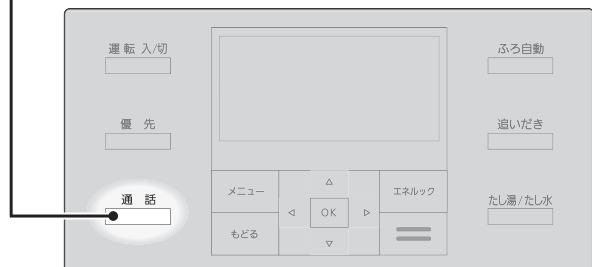 運転 入/切
優 先
通 話
メニュー
もどる
OK
エネルック
ふろ自動
追いだき
たし湯/たし水